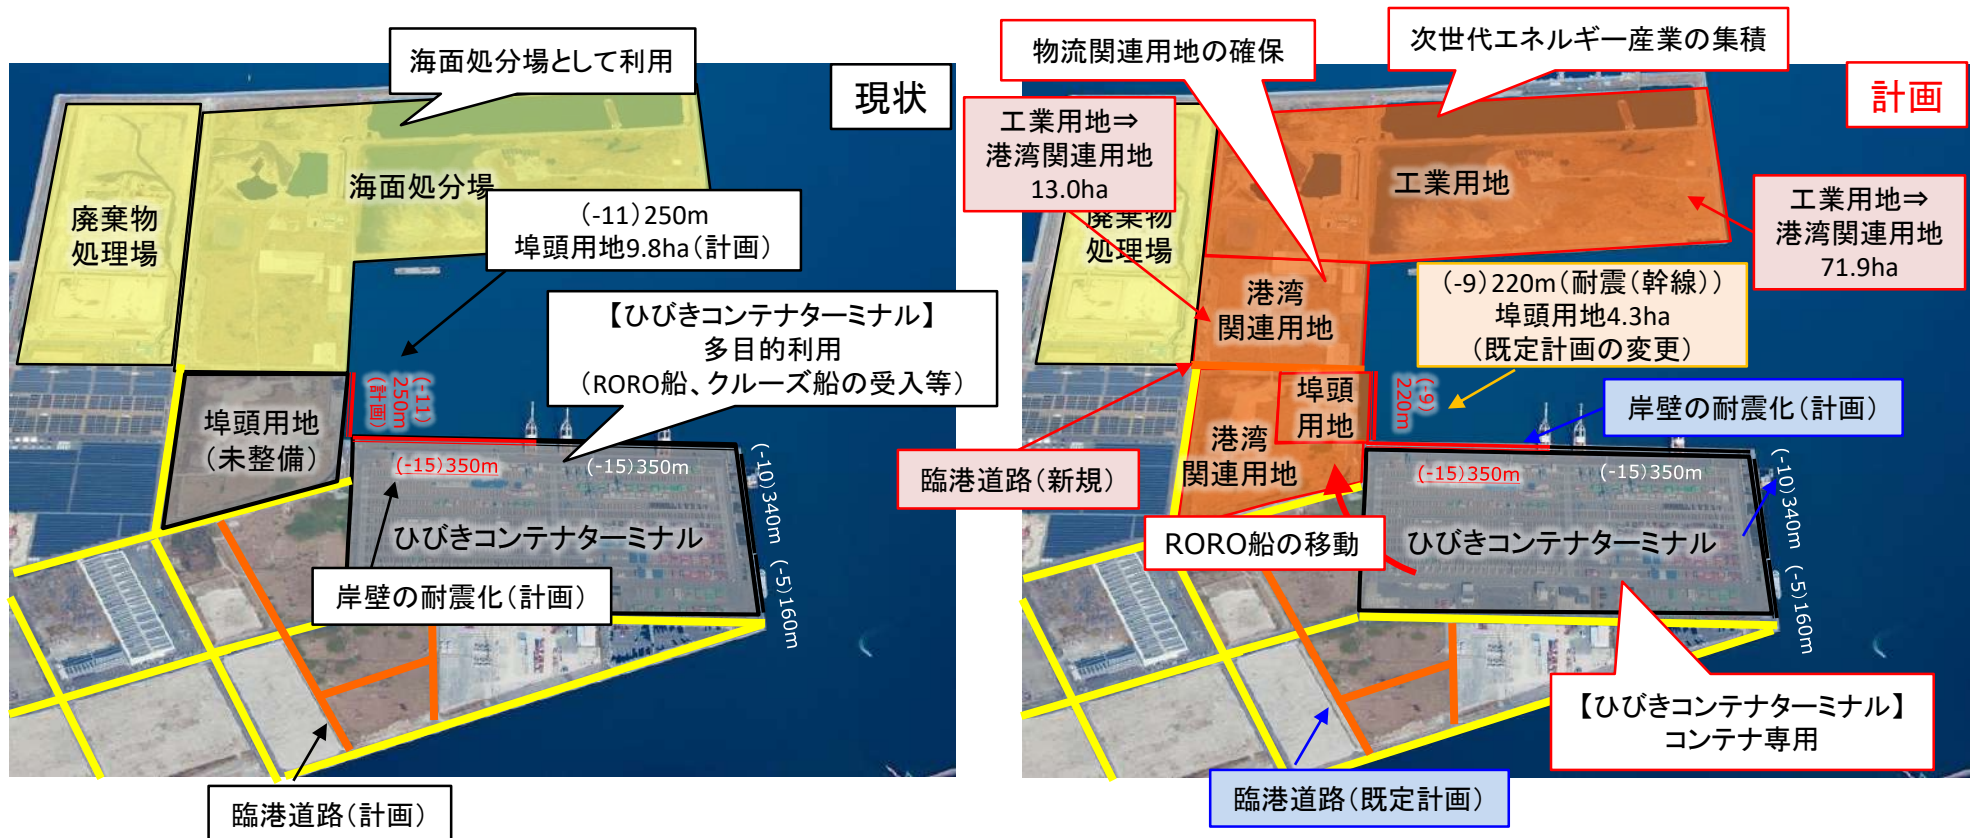 海面処分場として利用
現状
海面処分場
廃棄物
処理場
(-11)250m
埠頭用地9.8ha(計画)
【ひびきコンテナターミナル】
多目的利用
(RORO船、クルーズ船の受入等)
(-11)
250m
(計画)
埠頭用地
(未整備)
(-15)350m
(-15)350m
(-10)340m
(-5)160m
ひびきコンテナターミナル
岸壁の耐震化(計画)
臨港道路(計画)
物流関連用地の確保
次世代エネルギー産業の集積
計画
工業用地⇒
港湾関連用地
13.0ha
廃棄物
処理場
工業用地
工業用地⇒
港湾関連用地
71.9ha
港湾
関連用地
(-9)220m(耐震(幹線))
埠頭用地4.3ha
(既定計画の変更)
埠頭
用地
(-9)
220m
岸壁の耐震化(計画)
港湾
関連用地
臨港道路(新規)
(-15)350m
(-15)350m
(-10)340m
(-5)160m
RORO船の移動
ひびきコンテナターミナル
【ひびきコンテナターミナル】
コンテナ専用
臨港道路(既定計画)